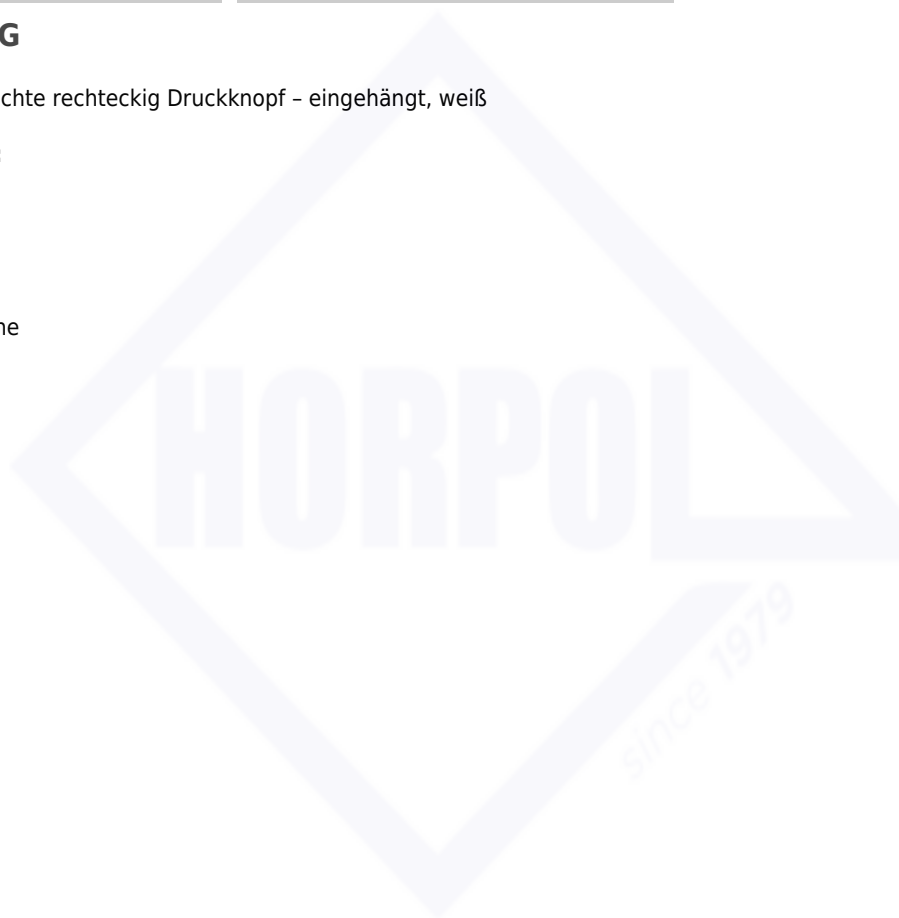 G
chte rechteckig Druckknopf – eingehängt, weiß
ne
HORPOL
since 1979